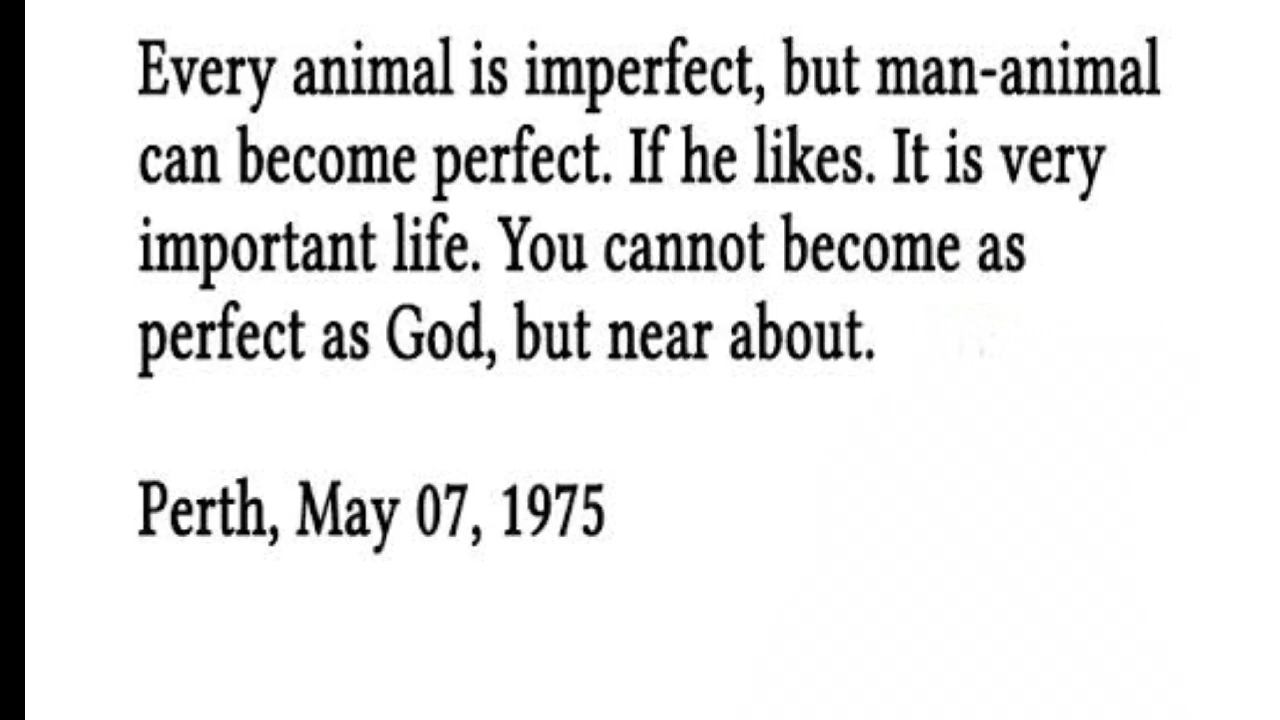 Every animal is imperfect, but man-animal
can become perfect. If he likes. It is very
important life. You cannot become as
perfect as God, but near about.
Perth, May 07, 1975